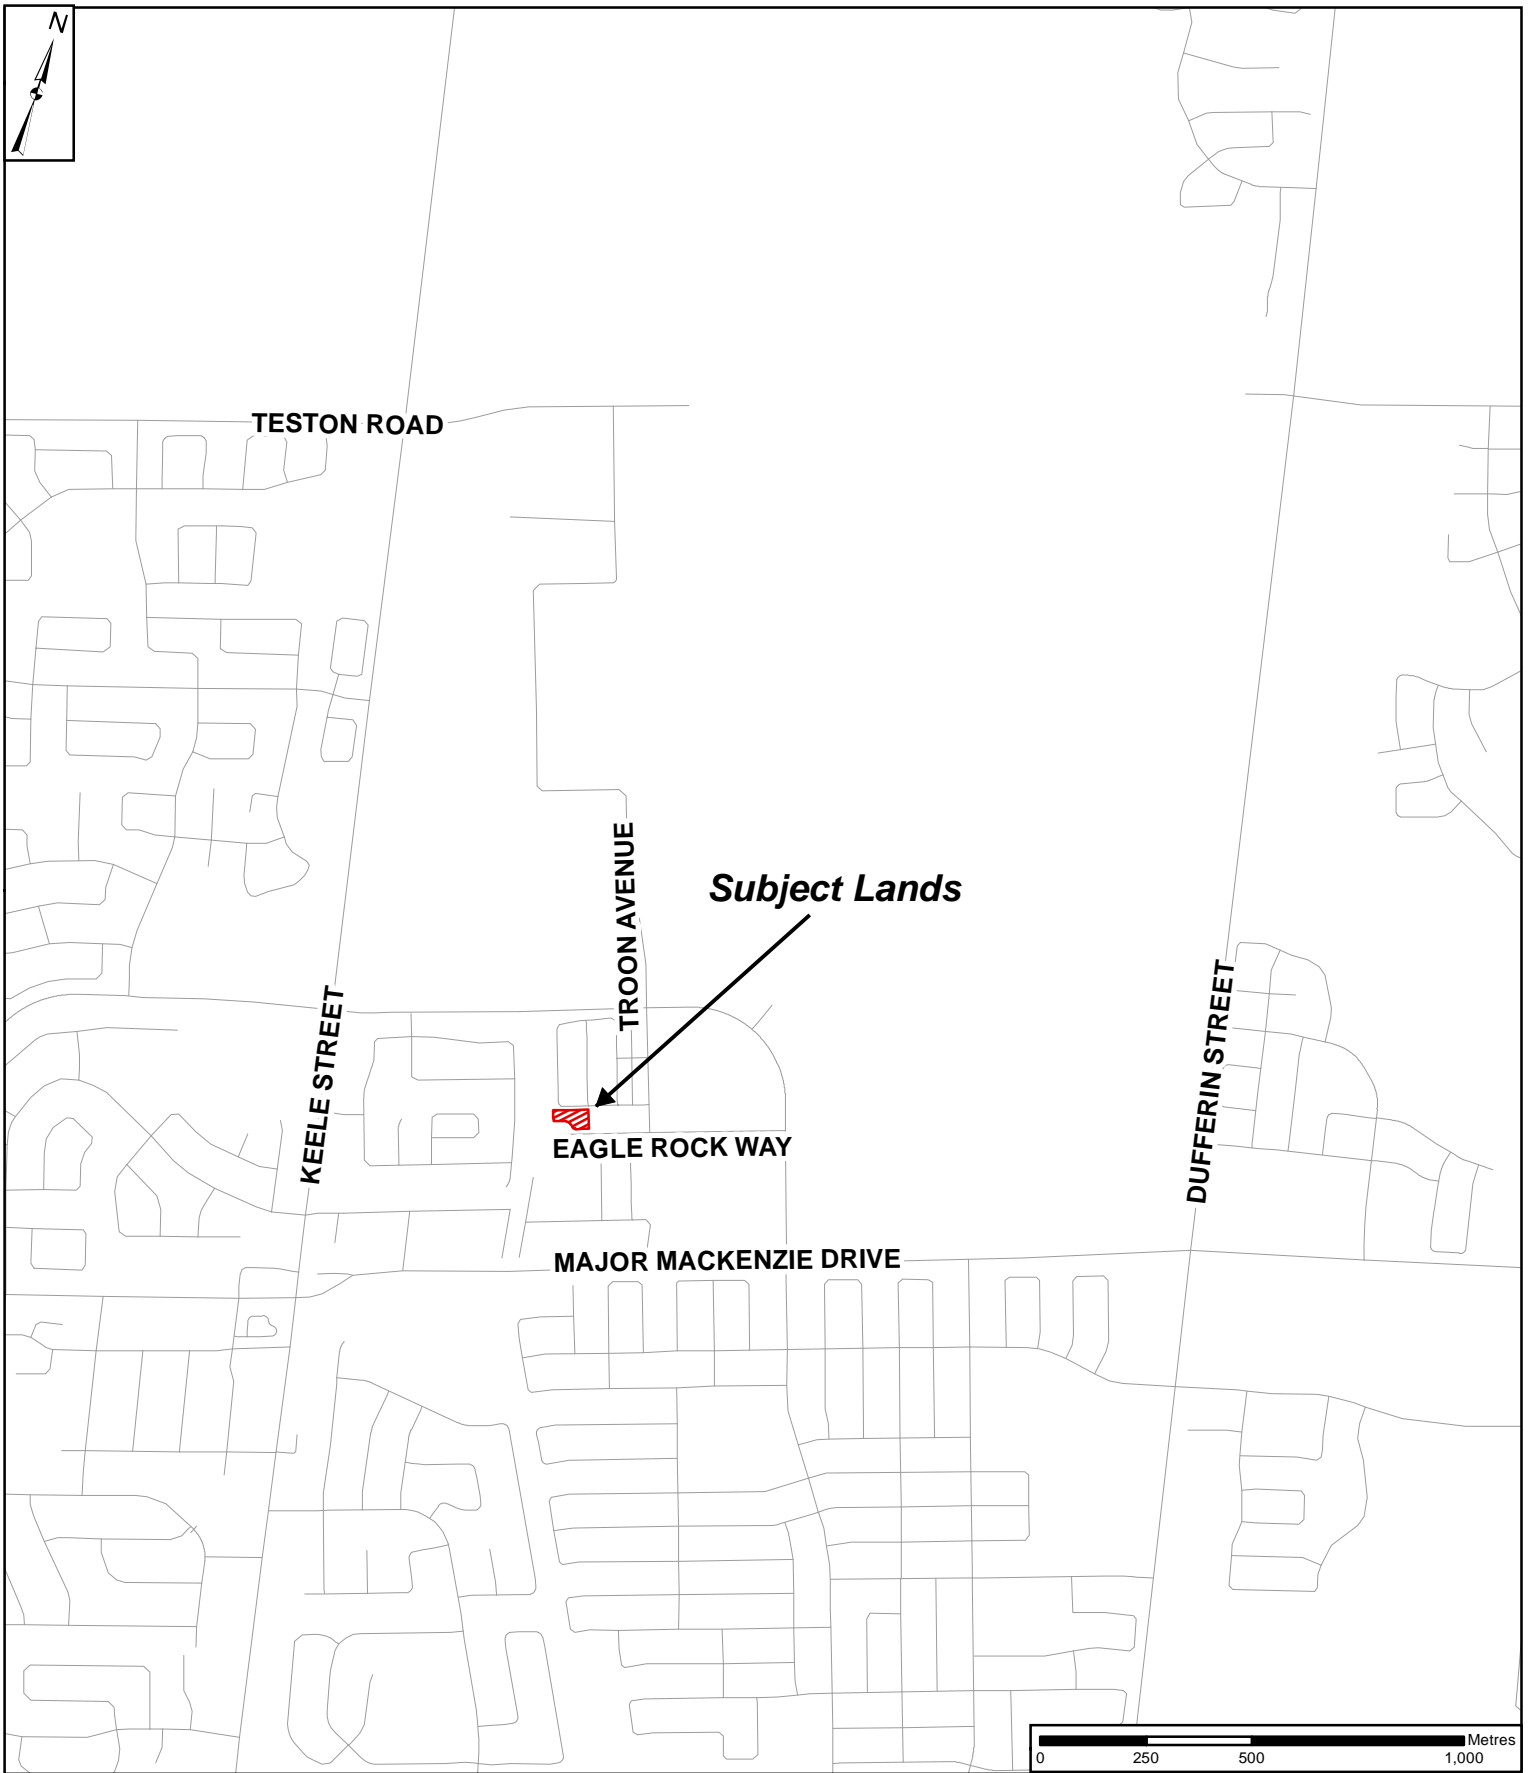 N
TESTON ROAD
TROON AVENUE
Subject Lands
KEELE STREET
DUFFERIN STREET
EAGLE ROCK WAY
MAJOR MACKENZIE DRIVE
Metres
0 250 500 1,000